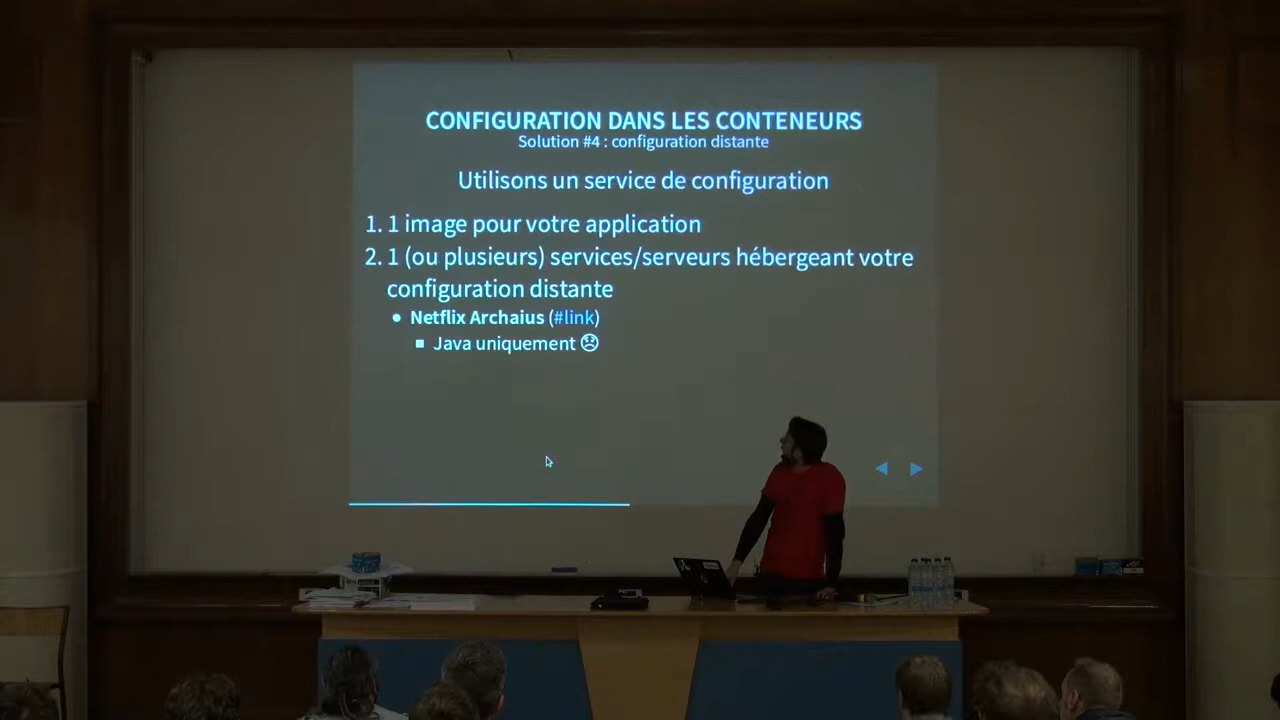 CONFIGURATION DANS LES CONTENEURS
Solution #4 : configuration distante
Utilisons un service de configuration
1. 1 image pour votre application
2. 1 (ou plusieurs) services/serveurs hébergeant votre
configuration distante
• Netflix Archaius (#link)
▪ Java uniquement 😞